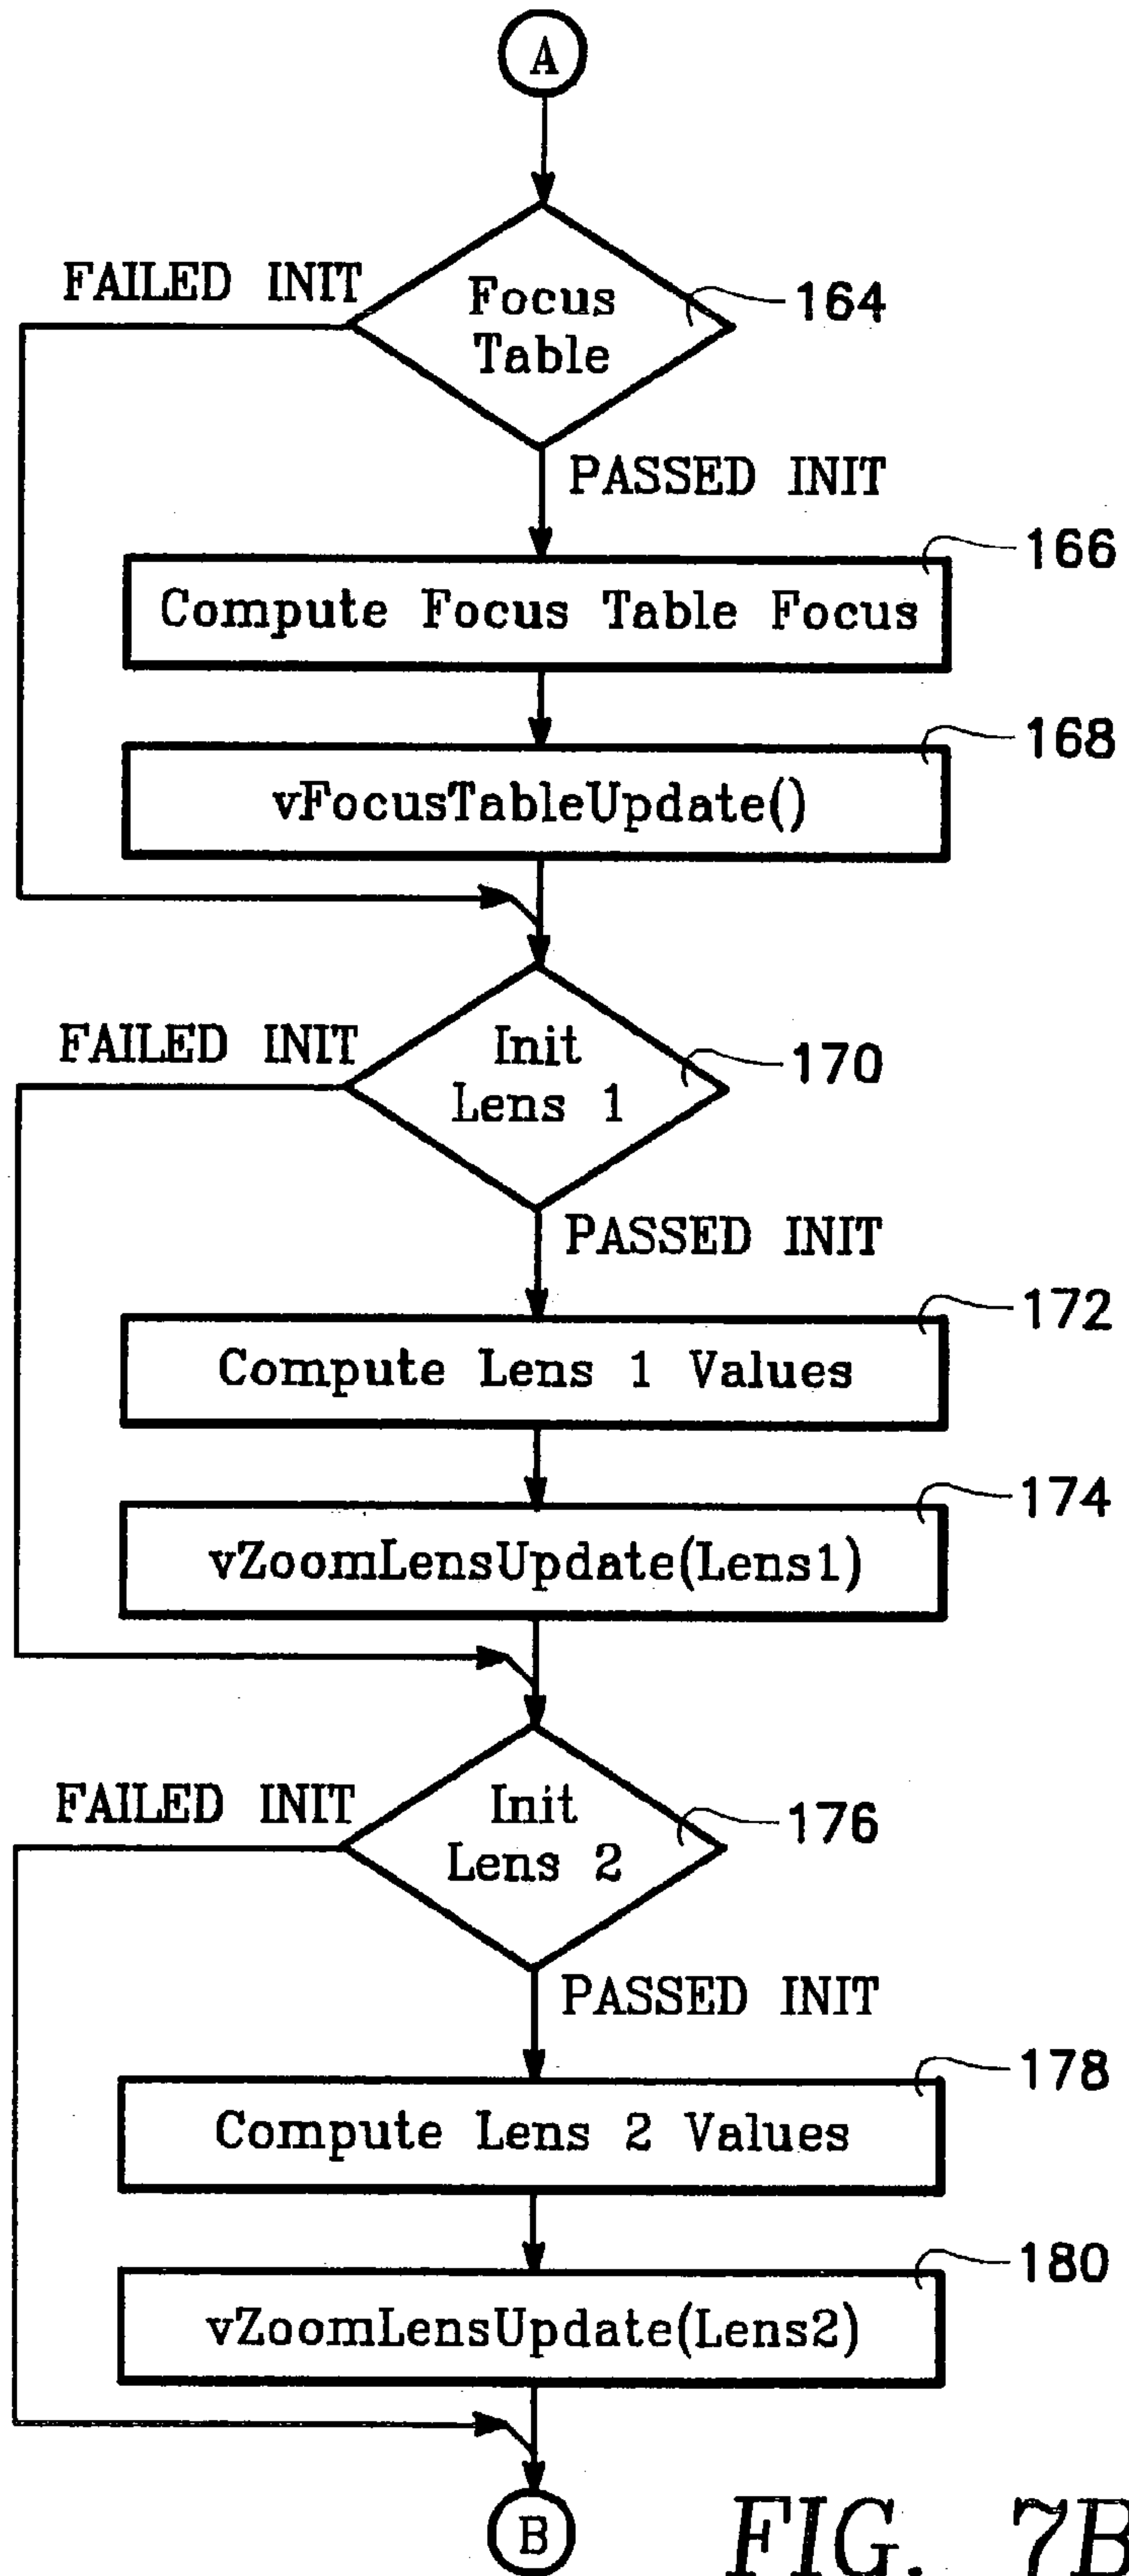 A
FAILED INIT
Focus
Table
164
PASSED INIT
166
Compute Focus Table Focus
168
vFocusTableUpdate()
FAILED INIT
Init
Lens 1
170
PASSED INIT
172
Compute Lens 1 Values
174
vZoomLensUpdate(Lens1)
FAILED INIT
Init
Lens 2
176
PASSED INIT
178
Compute Lens 2 Values
180
vZoomLensUpdate(Lens2)
B
FIG. 7B